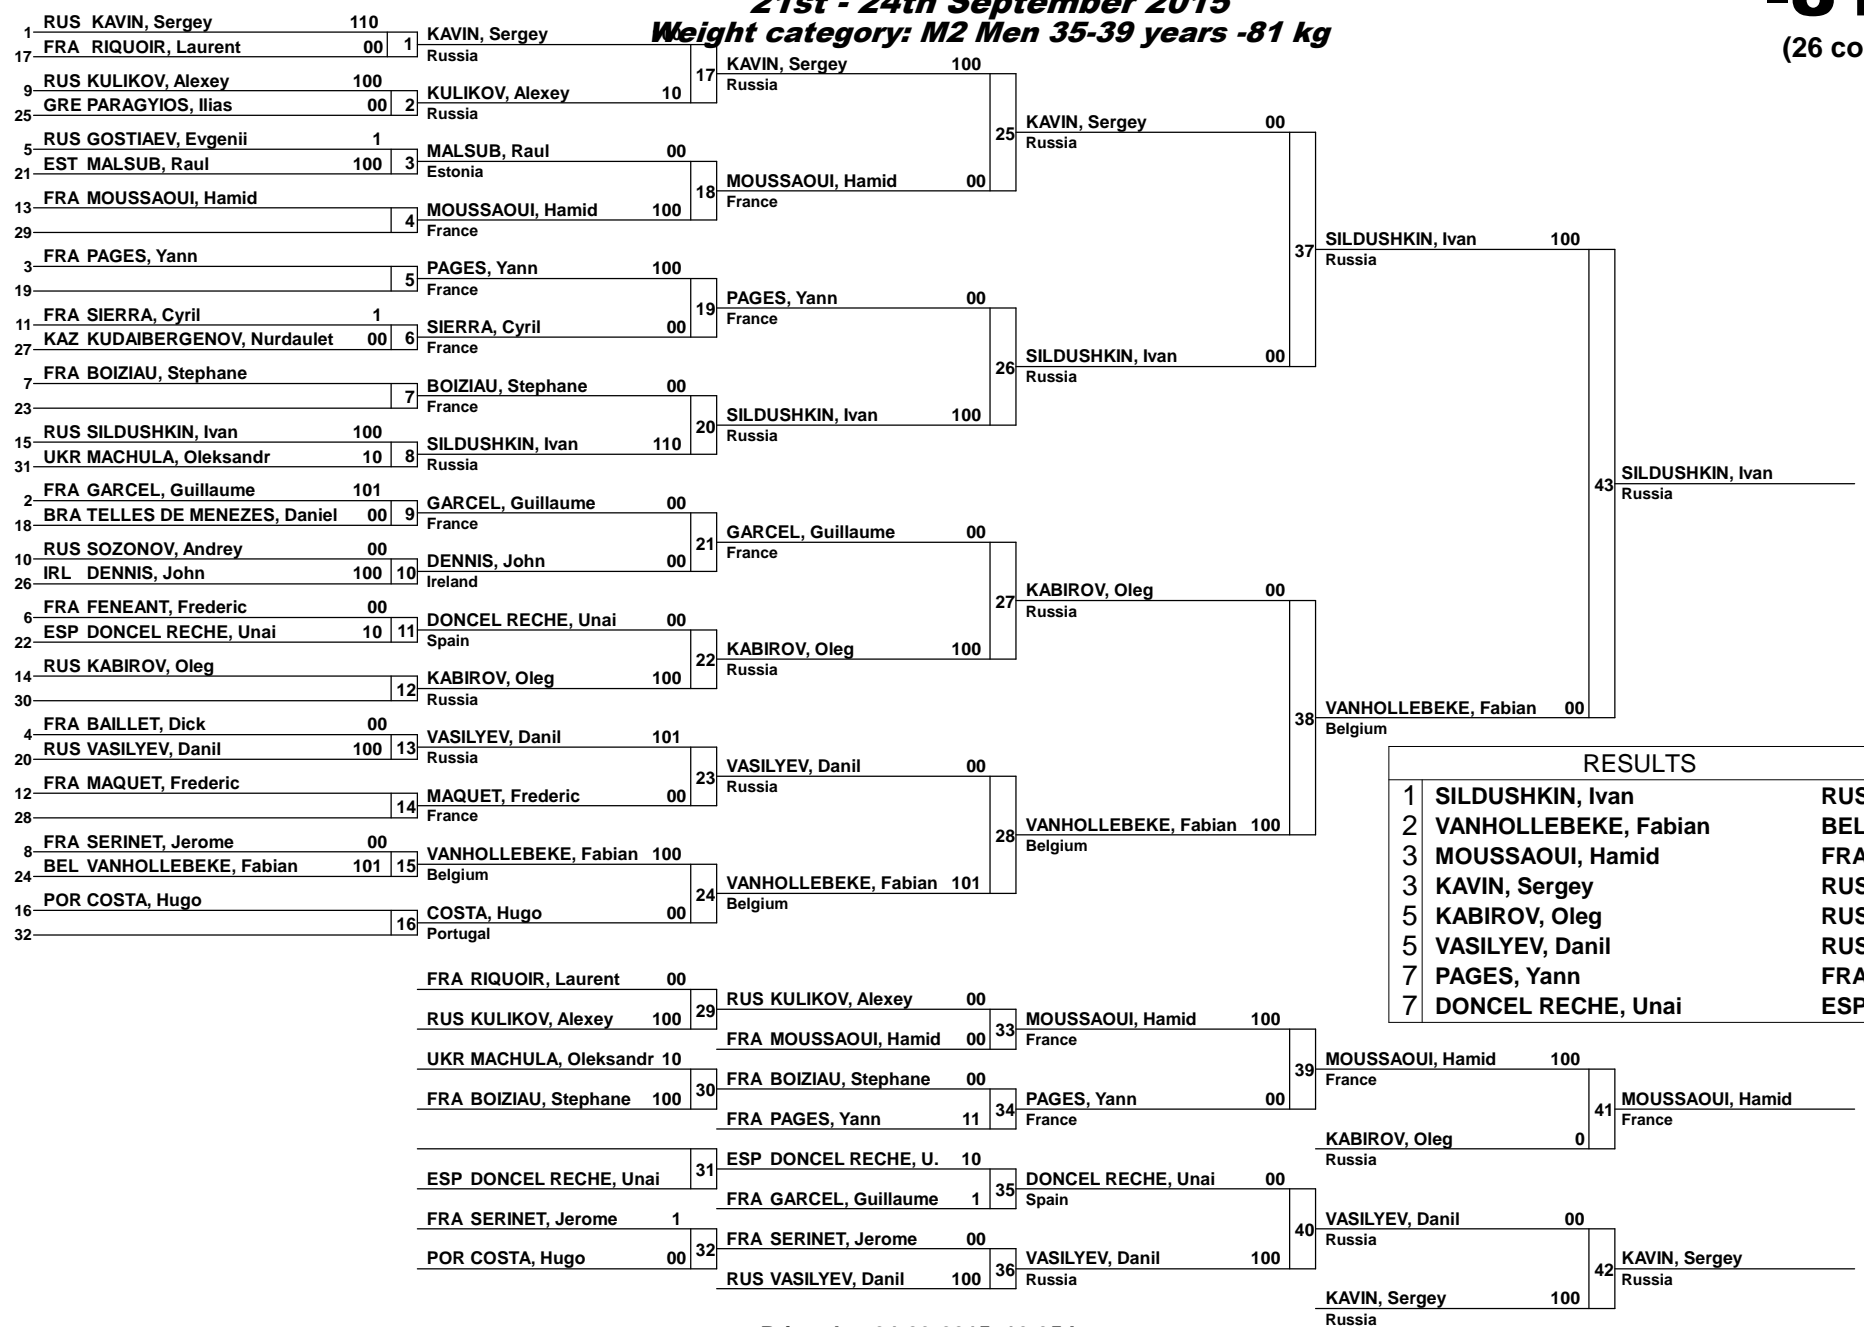 21st - 24th September 2015
Weight category: M2 Men 35-39 years -81 kg
(26 co
1 RUS KAVIN, Sergey 110
17 FRA RIQUOIR, Laurent 00 1
9 RUS KULIKOV, Alexey 100
25 GRE PARAGYIOS, Ilias 00 2
5 RUS GOSTIAEV, Evgenii 1
21 EST MALSUB, Raul 100 3
13 FRA MOUSSAOUI, Hamid
29 4
3 FRA PAGES, Yann
19 5
11 FRA SIERRA, Cyril 1
27 KAZ KUDAIBERGENOV, Nurdaulet 00 6
7 FRA BOIZIAU, Stephane
23 7
15 RUS SILDUSHKIN, Ivan 100
31 UKR MACHULA, Oleksandr 10 8
2 FRA GARCEL, Guillaume 101
18 BRA TELLES DE MENEZES, Daniel 00 9
10 RUS SOZONOV, Andrey 00
26 IRL DENNIS, John 100 10
6 FRA FENEANT, Frederic 00
22 ESP DONCEL RECHE, Unai 10 11
14 RUS KABIROV, Oleg
30 12
4 FRA BAILLET, Dick 00
20 RUS VASILYEV, Danil 100 13
12 FRA MAQUET, Frederic
28 14
8 FRA SERINET, Jerome 00
24 BEL VANHOLLEBEKE, Fabian 101 15
16 POR COSTA, Hugo
32 16
KAVIN, Sergey
Russia
17
KULIKOV, Alexey 10
Russia
MALSUB, Raul 00
Estonia
18
MOUSSAOUI, Hamid 100
France
PAGES, Yann 100
France
19
SIERRA, Cyril 00
France
BOIZIAU, Stephane 00
France
20
SILDUSHKIN, Ivan 110
Russia
GARCEL, Guillaume 00
France
21
DENNIS, John 00
Ireland
DONCEL RECHE, Unai 00
Spain
22
KABIROV, Oleg 100
Russia
VASILYEV, Danil 101
Russia
23
MAQUET, Frederic 00
France
VANHOLLEBEKE, Fabian 100
Belgium
24
COSTA, Hugo 00
Portugal
KAVIN, Sergey 100
Russia
25
MOUSSAOUI, Hamid 00
France
PAGES, Yann 00
France
26
SILDUSHKIN, Ivan 100
Russia
GARCEL, Guillaume 00
France
27
KABIROV, Oleg 100
Russia
VASILYEV, Danil 00
Russia
28
VANHOLLEBEKE, Fabian 101
Belgium
KAVIN, Sergey 00
Russia
37
SILDUSHKIN, Ivan 00
Russia
KABIROV, Oleg 00
Russia
38
VANHOLLEBEKE, Fabian 100
Belgium
SILDUSHKIN, Ivan 100
Russia
43
VANHOLLEBEKE, Fabian 00
Belgium
SILDUSHKIN, Ivan
Russia
RESULTS
1 SILDUSHKIN, Ivan RUS
2 VANHOLLEBEKE, Fabian BEL
3 MOUSSAOUI, Hamid FRA
3 KAVIN, Sergey RUS
5 KABIROV, Oleg RUS
5 VASILYEV, Danil RUS
7 PAGES, Yann FRA
7 DONCEL RECHE, Unai ESP
FRA RIQUOIR, Laurent 00
29
RUS KULIKOV, Alexey 100
UKR MACHULA, Oleksandr 10
30
FRA BOIZIAU, Stephane 100
31
ESP DONCEL RECHE, Unai
FRA SERINET, Jerome 1
32
POR COSTA, Hugo 00
RUS KULIKOV, Alexey 00
33
FRA MOUSSAOUI, Hamid 00
FRA BOIZIAU, Stephane 00
34
FRA PAGES, Yann 11
ESP DONCEL RECHE, U. 10
35
FRA GARCEL, Guillaume 1
FRA SERINET, Jerome 00
36
RUS VASILYEV, Danil 100
MOUSSAOUI, Hamid 100
France
39
PAGES, Yann 00
France
DONCEL RECHE, Unai 00
Spain
40
VASILYEV, Danil 100
Russia
MOUSSAOUI, Hamid 100
France
41
KABIROV, Oleg 0
Russia
VASILYEV, Danil 00
Russia
42
KAVIN, Sergey 100
Russia
MOUSSAOUI, Hamid
France
KAVIN, Sergey
Russia